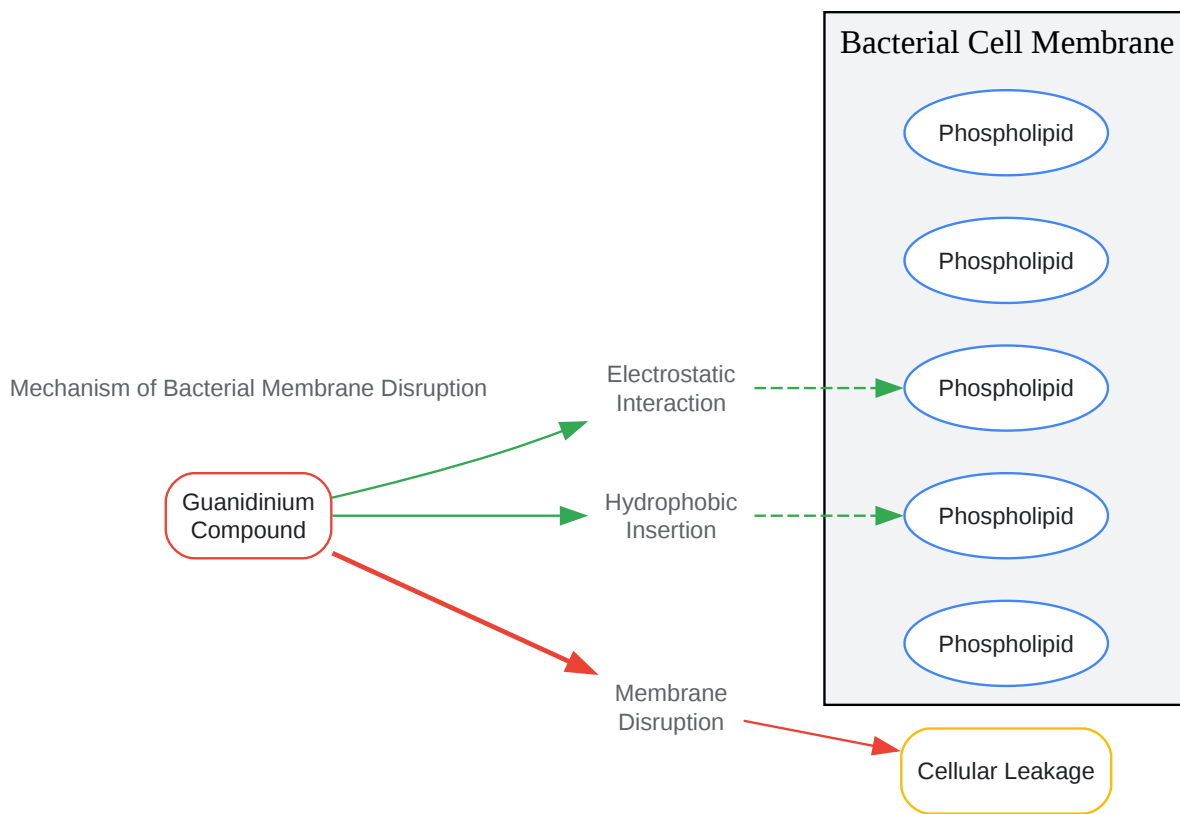 Bacterial Cell Membrane
Phospholipid
Phospholipid
Mechanism of Bacterial Membrane Disruption
Electrostatic
Interaction
Phospholipid
Guanidinium
Compound
Hydrophobic
Insertion
Phospholipid
Phospholipid
Membrane
Disruption
Cellular Leakage